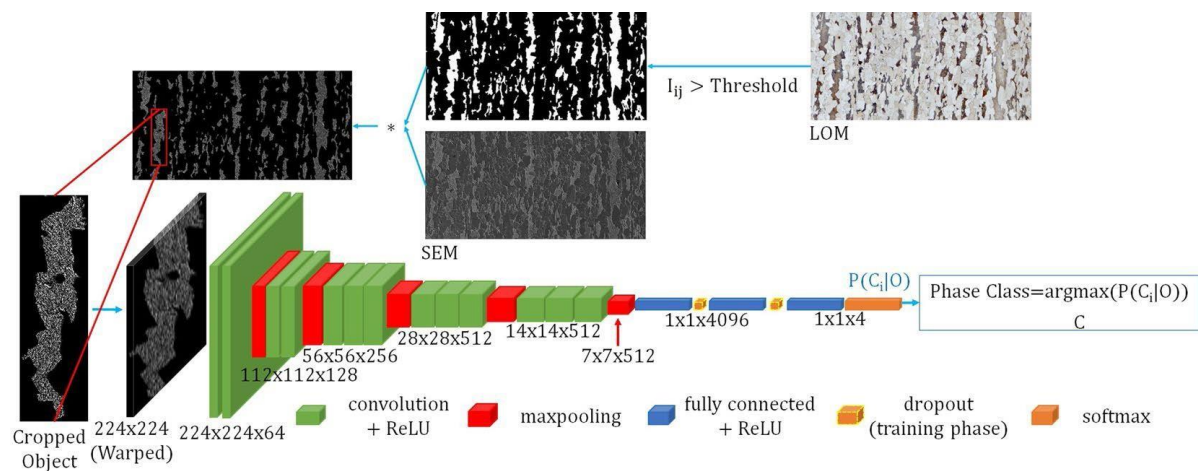 I_ij > Threshold
LOM
*
SEM
P(C_i|O)
Phase Class=argmax(P(C_i|O))
C
1x1x4096
1x1x4
14x14x512
28x28x512
7x7x512
56x56x256
112x112x128
224x224x64
224x224
(Warped)
Cropped
Object
convolution
+ ReLU
maxpooling
fully connected
+ ReLU
dropout
(training phase)
softmax